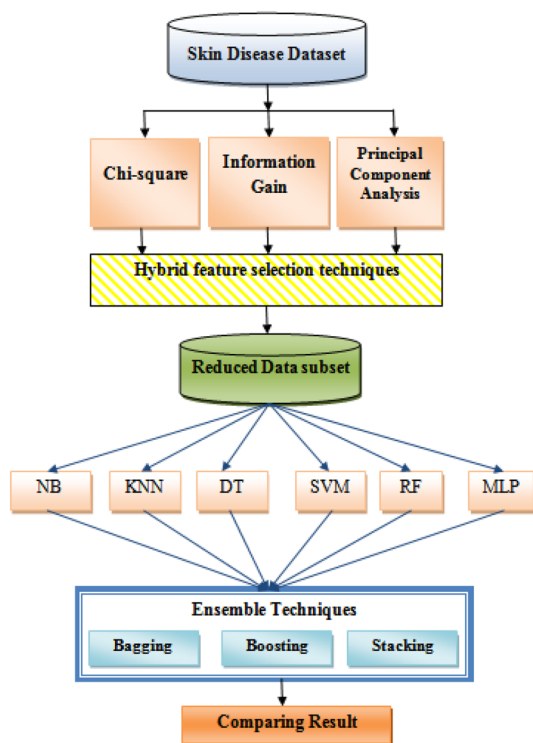 Skin Disease Dataset
Chi-square
Information
Gain
Principal
Component
Analysis
Hybrid feature selection techniques
Reduced Data subset
NB
KNN
DT
SVM
RF
MLP
Ensemble Techniques
Bagging
Boosting
Stacking
Comparing Result